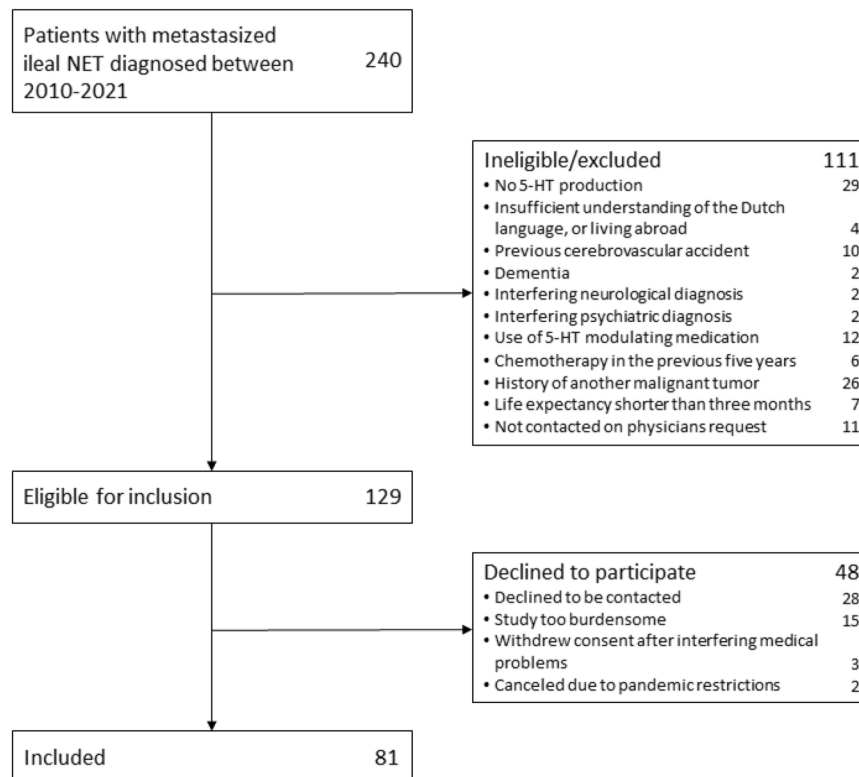 Patients with metastasized
ileal NET diagnosed between 240
2010-2021
Ineligible/excluded 111
• No 5-HT production 29
• Insufficient understanding of the Dutch
language, or living abroad 4
• Previous cerebrovascular accident 10
• Dementia 2
• Interfering neurological diagnosis 2
• Interfering psychiatric diagnosis 2
• Use of 5-HT modulating medication 12
• Chemotherapy in the previous five years 6
• History of another malignant tumor 26
• Life expectancy shorter than three months 7
• Not contacted on physicians request 11
Eligible for inclusion 129
Declined to participate 48
• Declined to be contacted 28
• Study too burdensome 15
• Withdrew consent after interfering medical
problems 3
• Canceled due to pandemic restrictions 2
Included 81